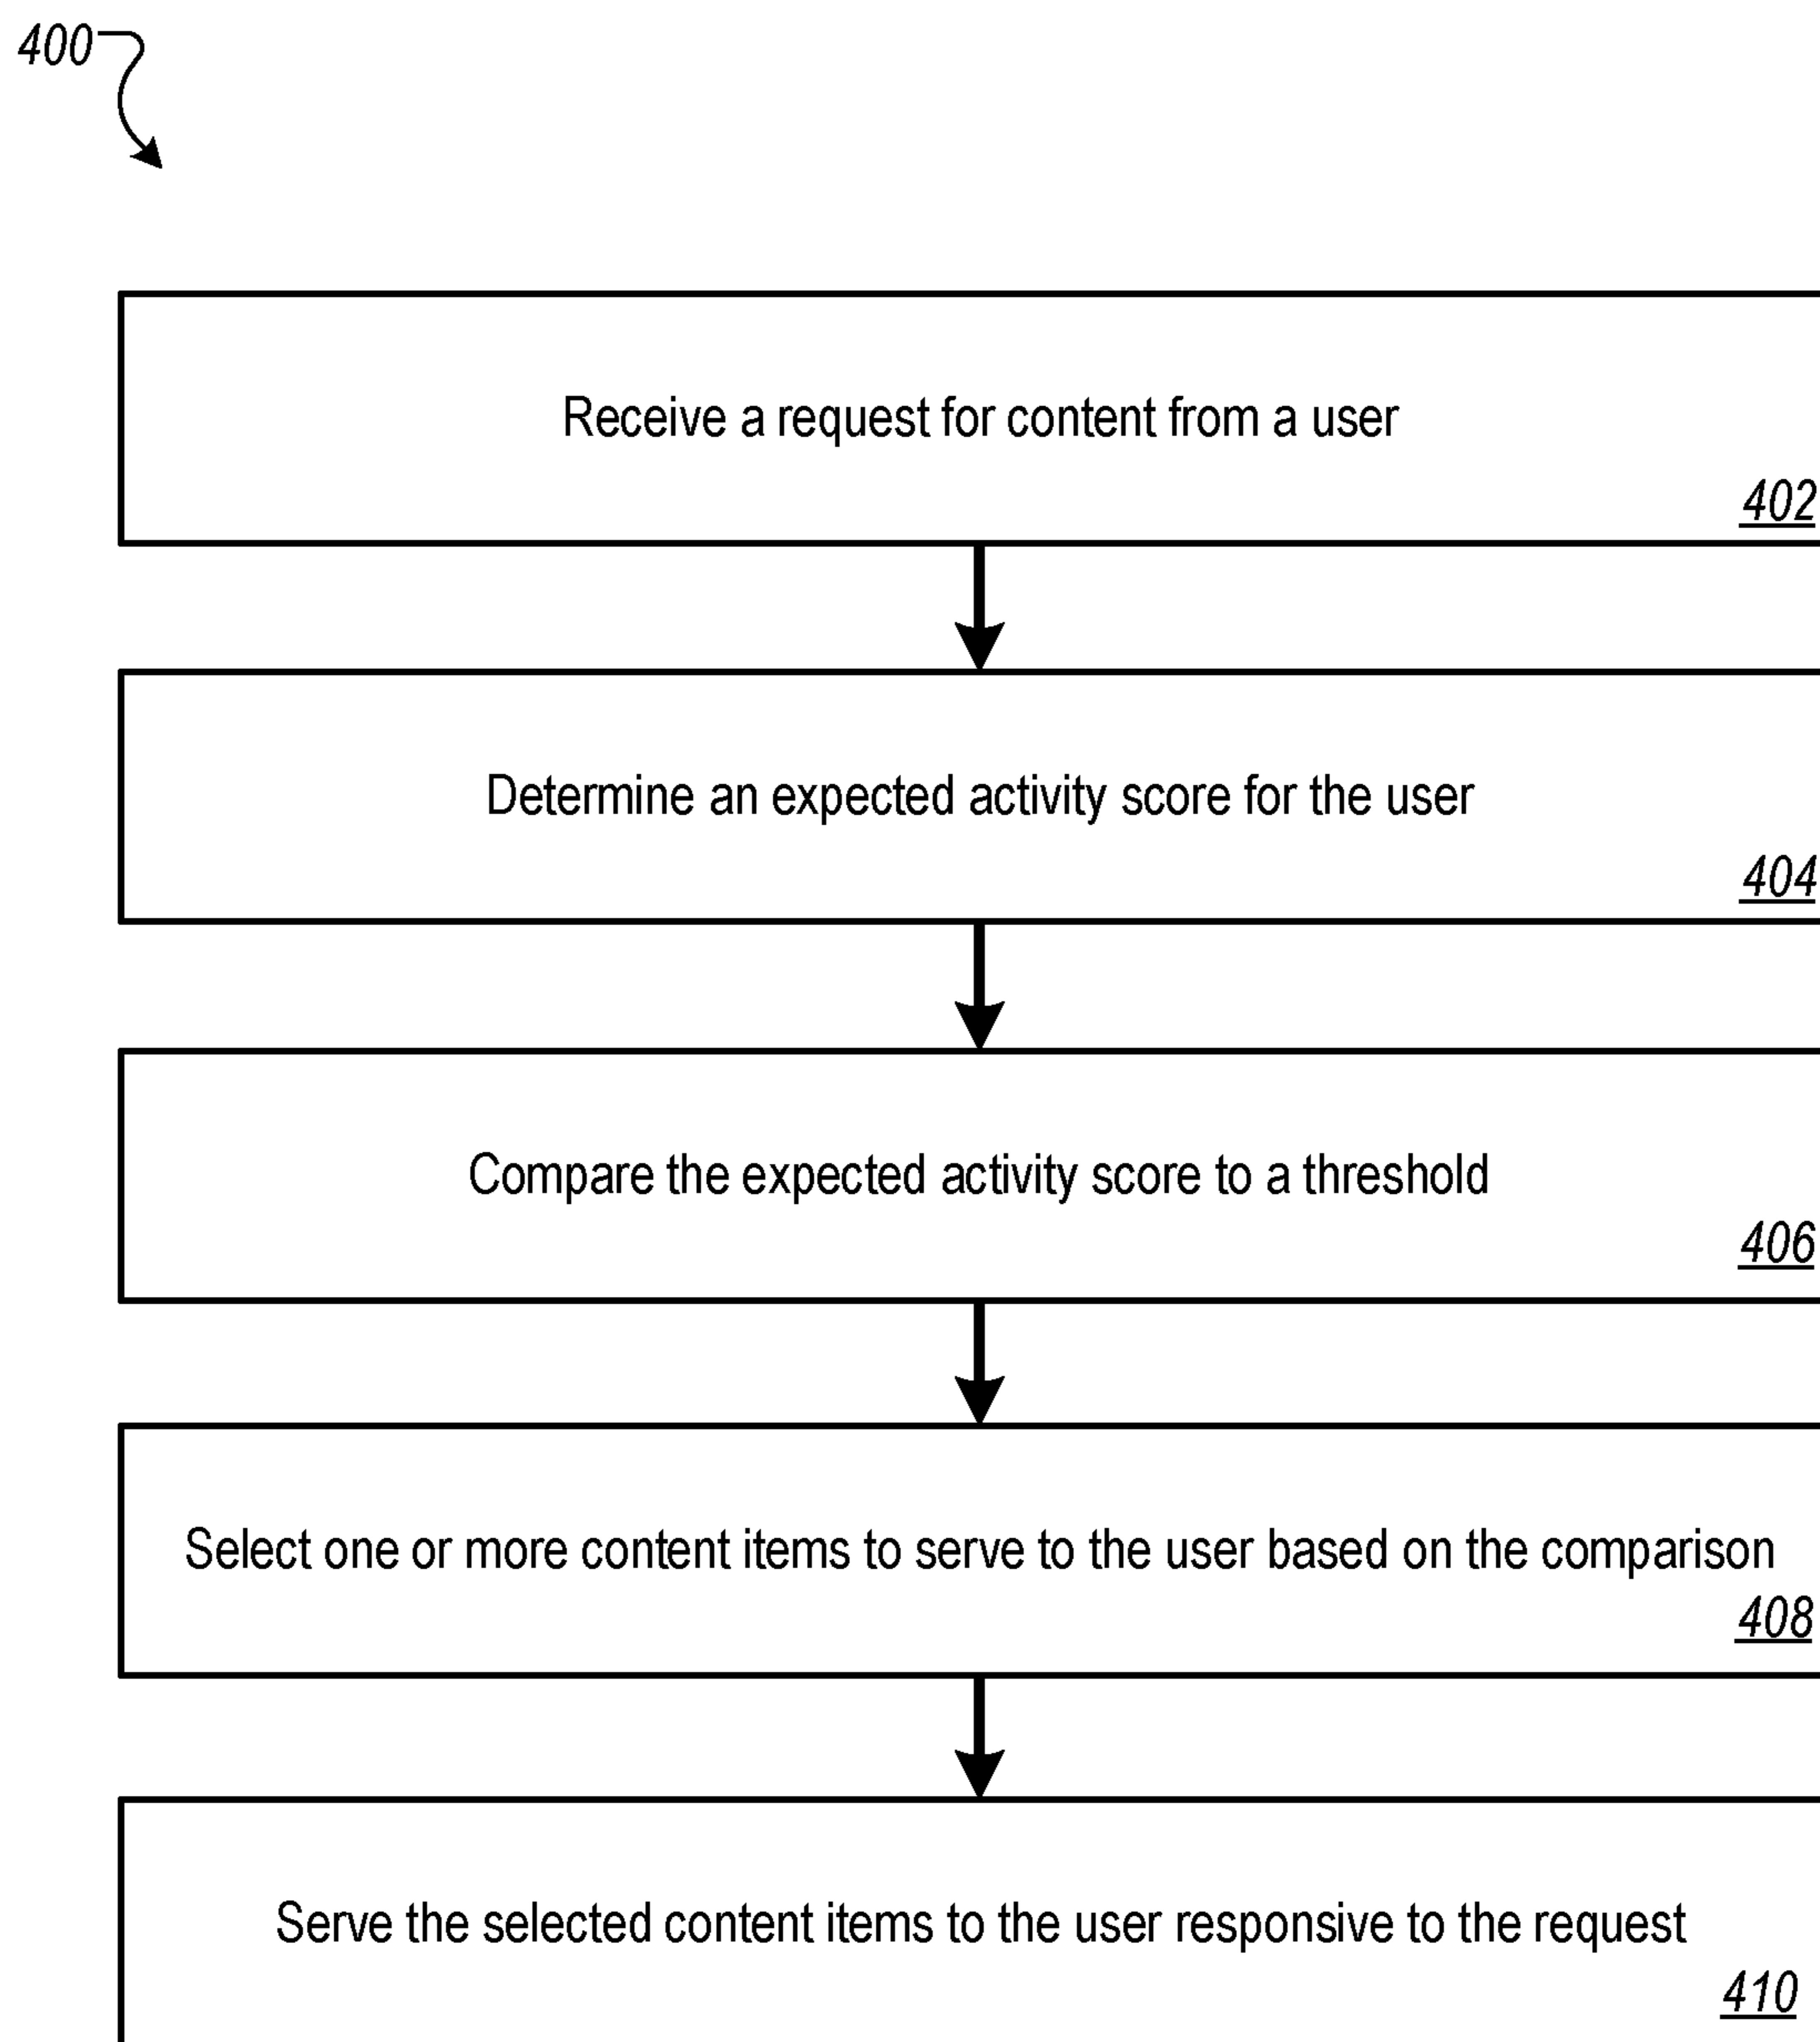 400
Receive a request for content from a user
402
Determine an expected activity score for the user
404
Compare the expected activity score to a threshold
406
Select one or more content items to serve to the user based on the comparison
408
Serve the selected content items to the user responsive to the request
410